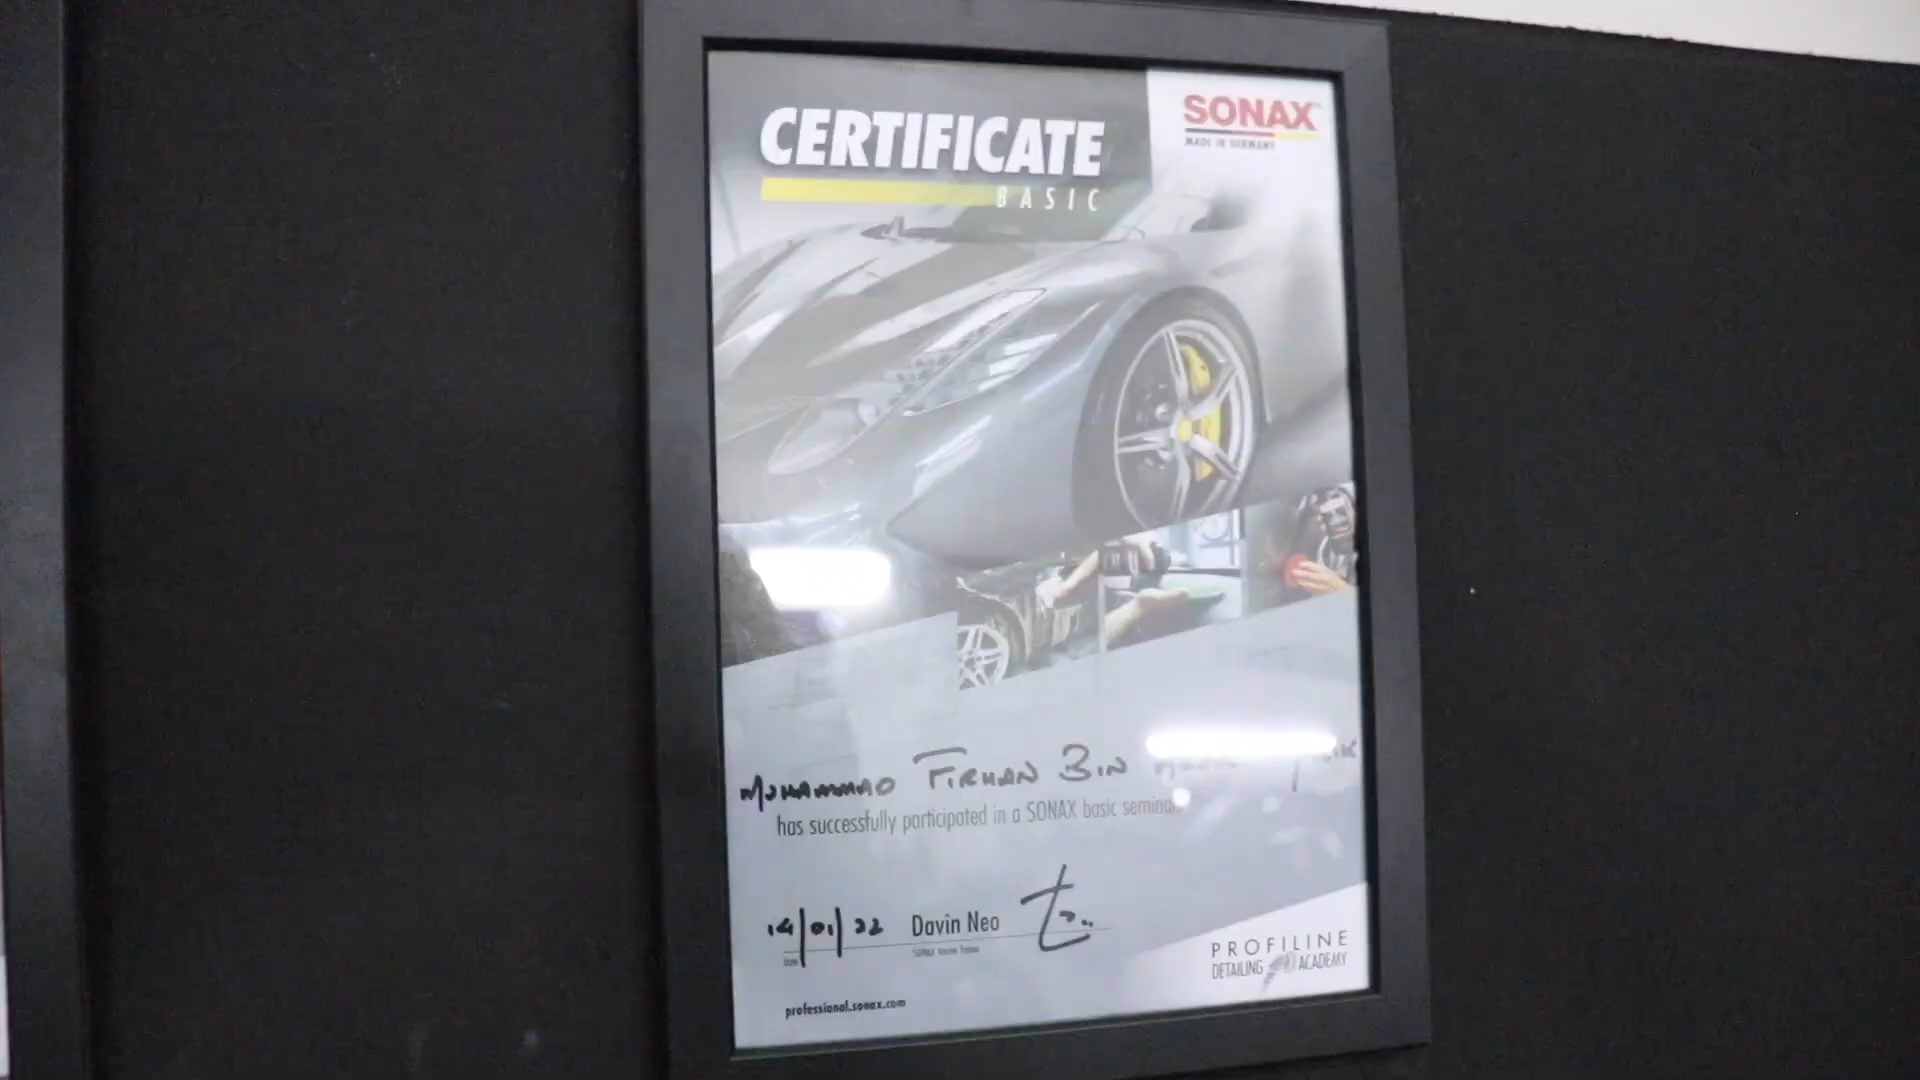 CERTIFICATE
BASIC
SONAX
MADE IN GERMANY
MUHAMMAD FIRHAN BIN
has successfully participated in a SONAX basic seminar.
14/01/22 Davin Neo
Date
professional.sonax.com
PROFILINE
DETAILING ACADEMY